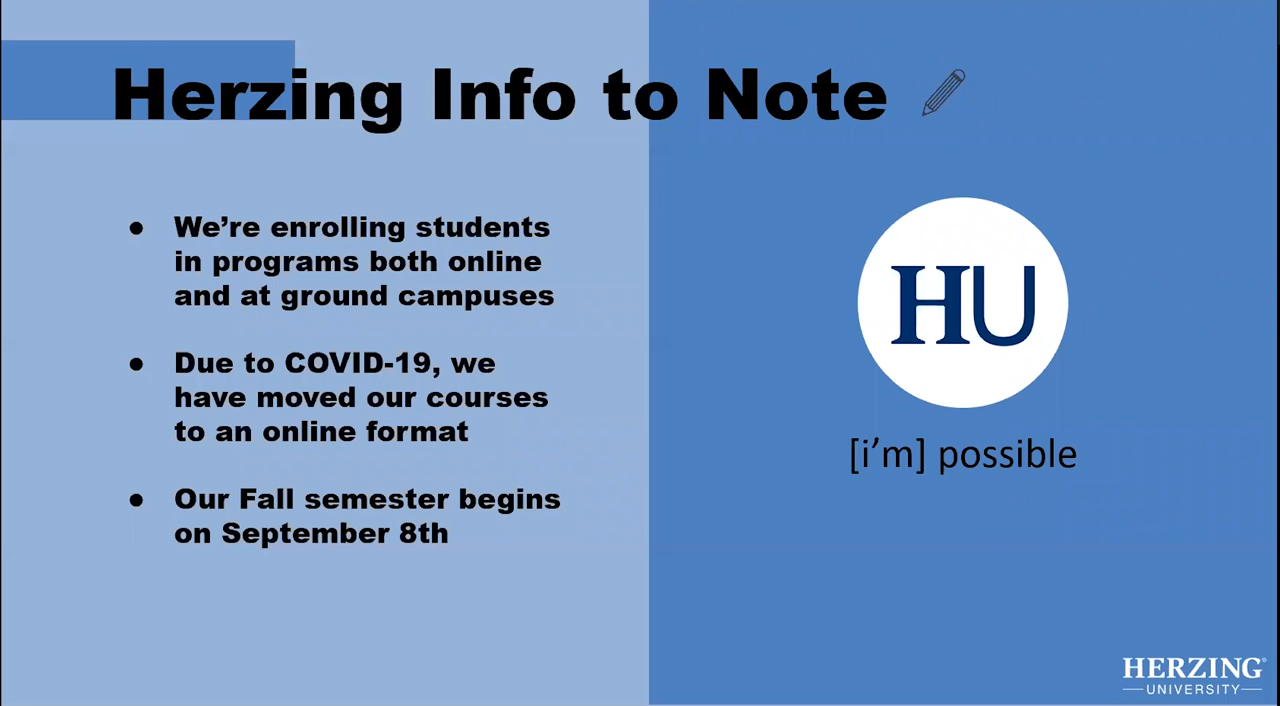 Herzing Info to Note
● We’re enrolling students
in programs both online
and at ground campuses
● Due to COVID-19, we
have moved our courses
to an online format
● Our Fall semester begins
on September 8th
HU
[i’m] possible
HERZING®
UNIVERSITY